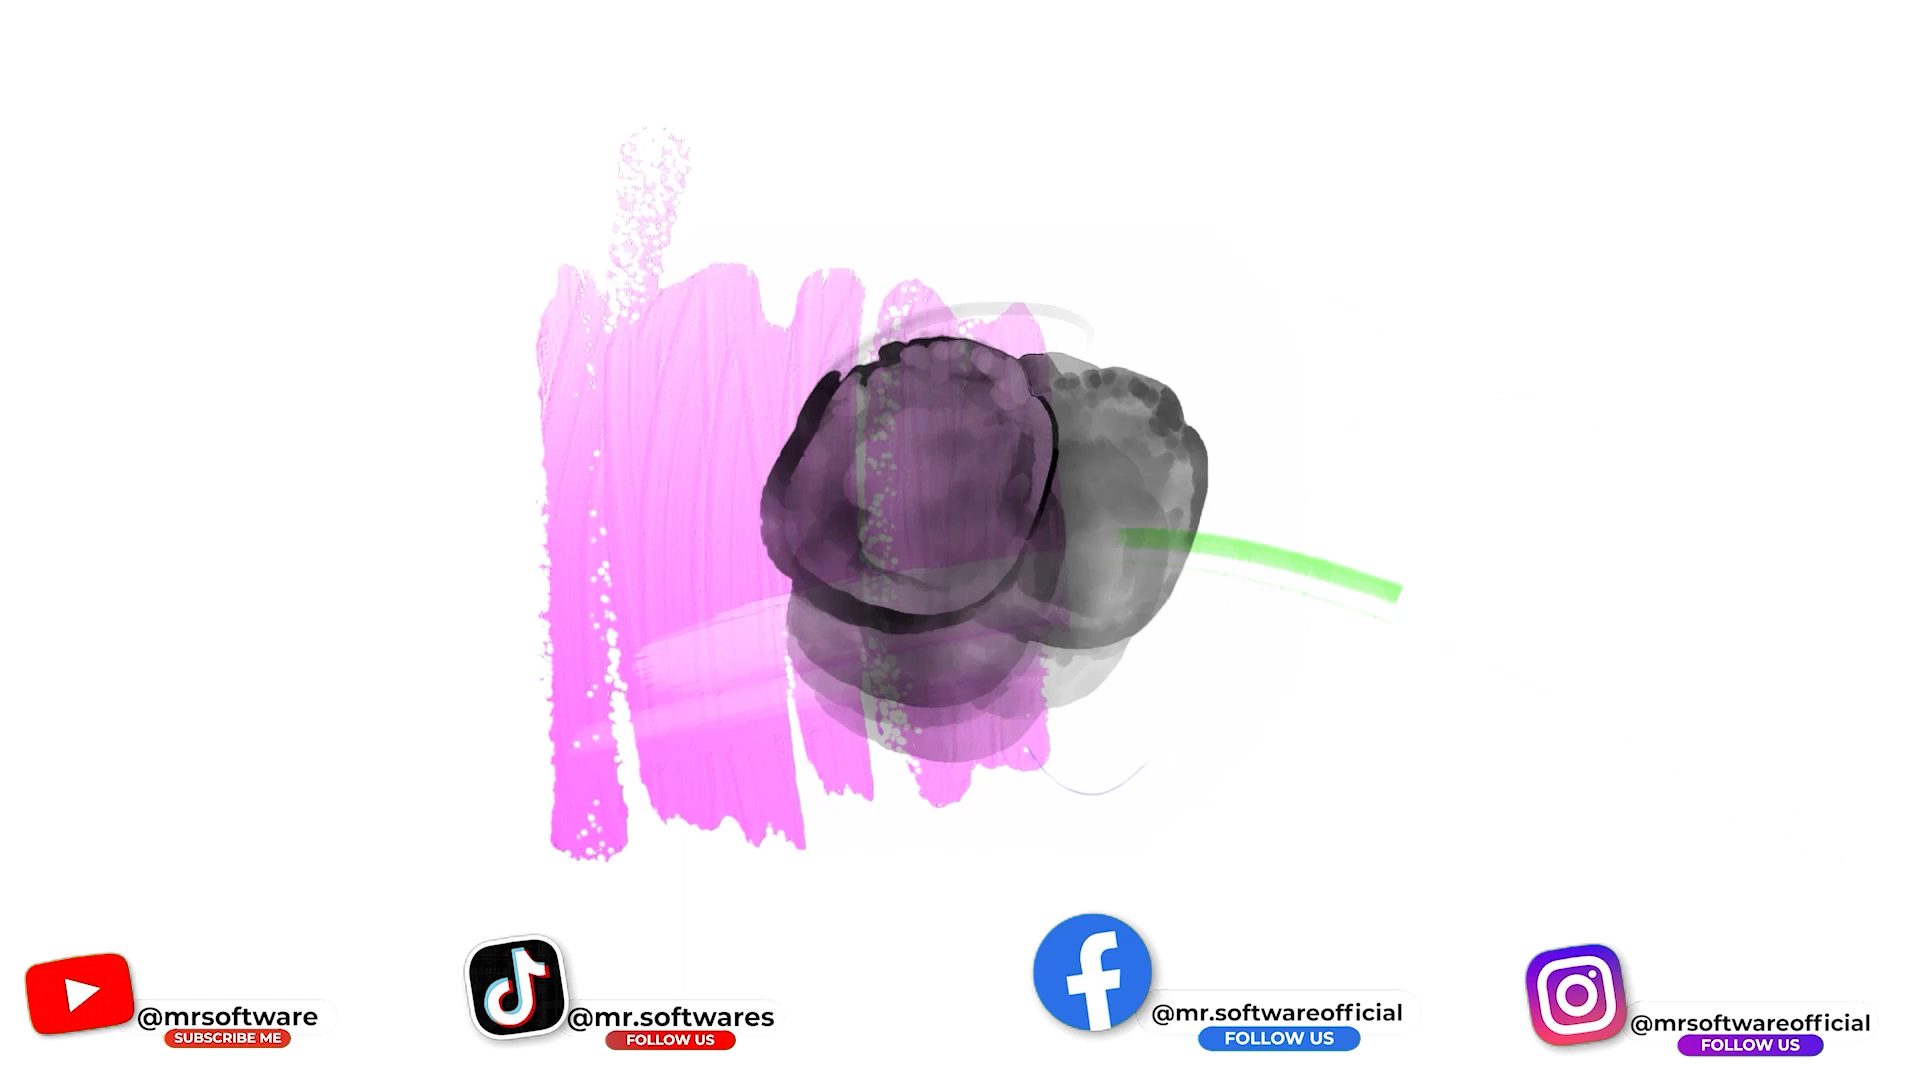 @mrsoftware
SUBSCRIBE ME
@mr.softwares
FOLLOW US
@mr.softwareofficial
FOLLOW US
@mrsoftwareofficial
FOLLOW US